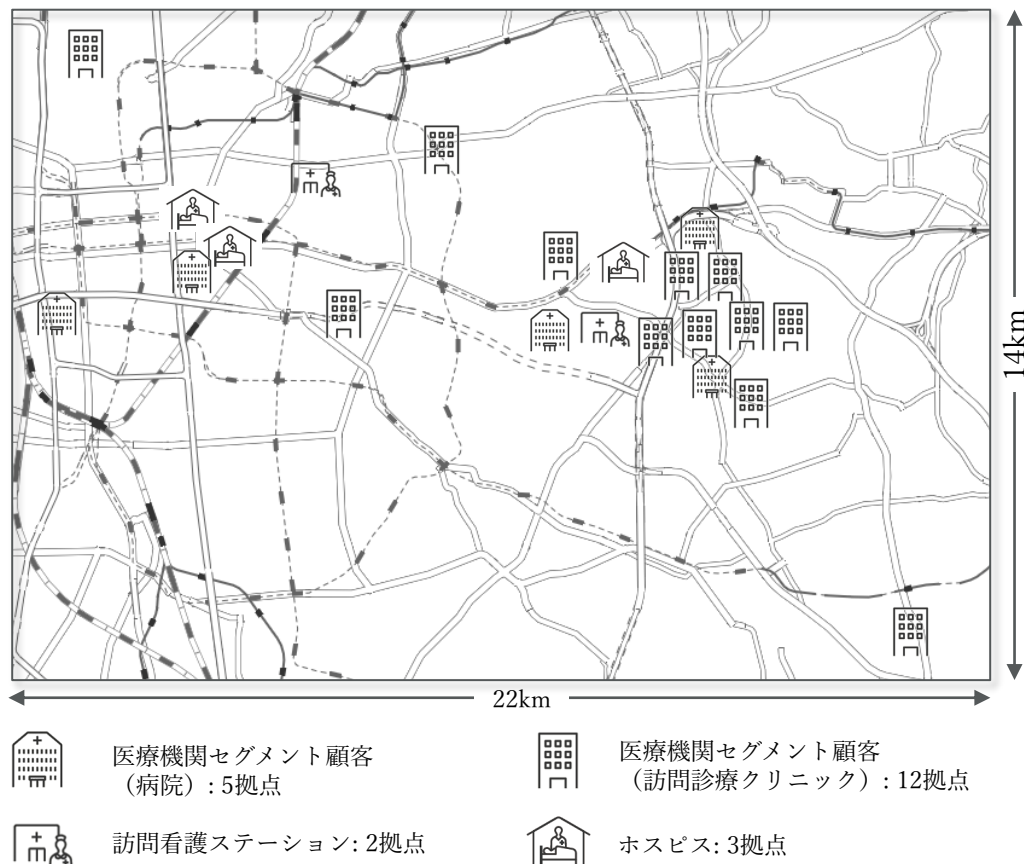 14km
22km
医療機関セグメント顧客
（病院）: 5拠点
医療機関セグメント顧客
（訪問診療クリニック）: 12拠点
訪問看護ステーション: 2拠点
ホスピス: 3拠点